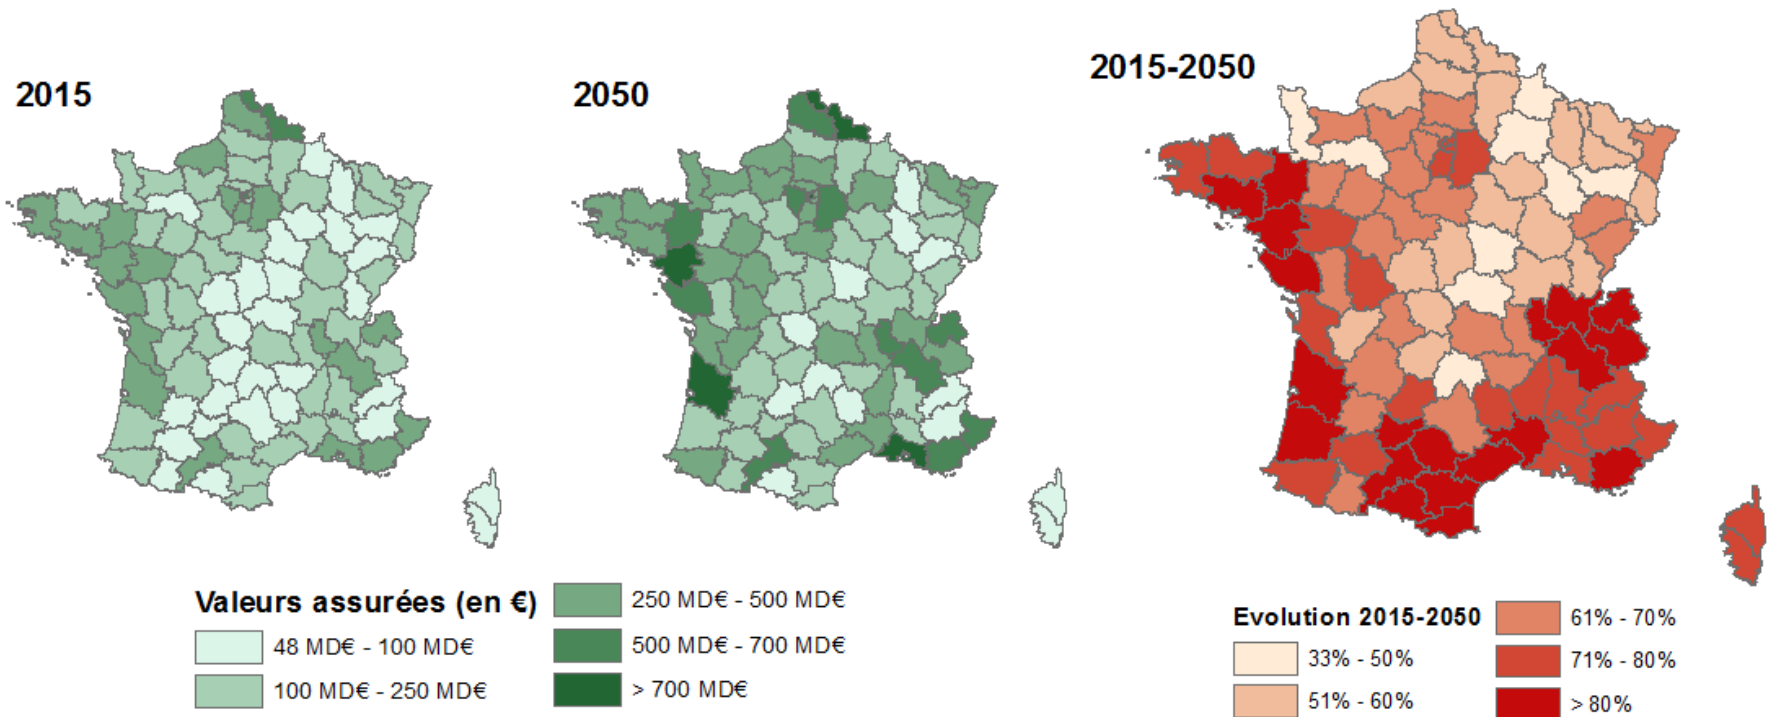 2015
2050
2015-2050
Valeurs assurées (en €)
48 MD€ - 100 MD€
100 MD€ - 250 MD€
250 MD€ - 500 MD€
500 MD€ - 700 MD€
> 700 MD€
Evolution 2015-2050
33% - 50%
51% - 60%
61% - 70%
71% - 80%
> 80%